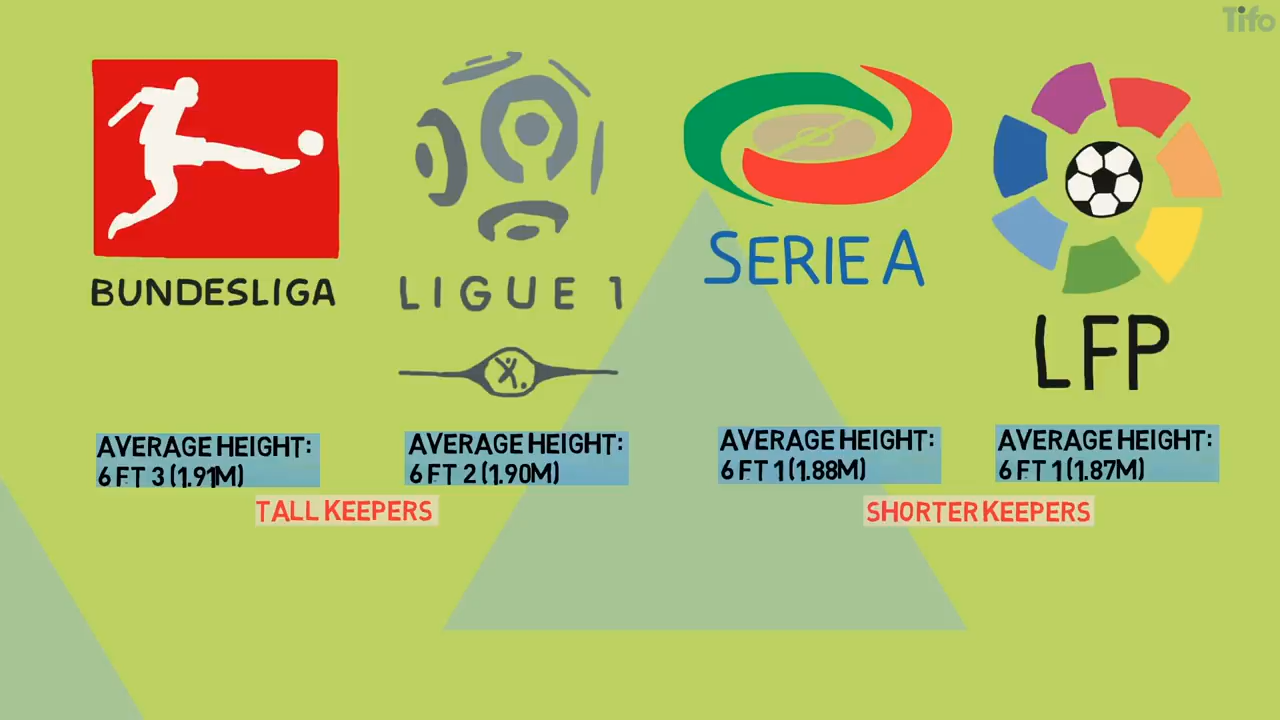 Tifo
BUNDESLIGA
LIGUE 1
SERIE A
LFP
AVERAGE HEIGHT:
6 FT 3 (1.91M)
AVERAGE HEIGHT:
6 FT 2 (1.90M)
AVERAGE HEIGHT:
6 FT 1 (1.88M)
AVERAGE HEIGHT:
6 FT 1 (1.87M)
TALL KEEPERS
SHORTER KEEPERS